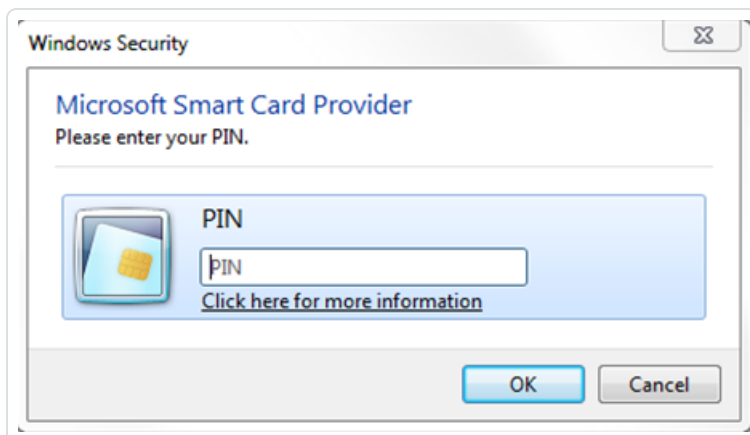 Windows Security
Microsoft Smart Card Provider
Please enter your PIN.
PIN
PIN
Click here for more information
OK
Cancel